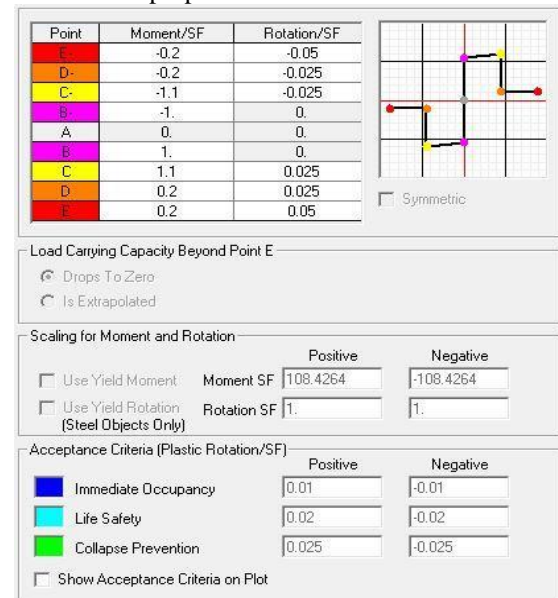 Point Moment/SF Rotation/SF
E- -0.2 -0.05
D- -0.2 -0.025
C- -1.1 -0.025
B- -1. 0.
A 0. 0.
B 1. 0.
C 1.1 0.025
D 0.2 0.025
E 0.2 0.05
Symmetric
Load Carrying Capacity Beyond Point E
Drops To Zero
Is Extrapolated
Scaling for Moment and Rotation
Positive Negative
Use Yield Moment Moment SF 108.4264 -108.4264
Use Yield Rotation Rotation SF 1. 1.
(Steel Objects Only)
Acceptance Criteria (Plastic Rotation/SF)
Positive Negative
Immediate Occupancy 0.01 -0.01
Life Safety 0.02 -0.02
Collapse Prevention 0.025 -0.025
Show Acceptance Criteria on Plot